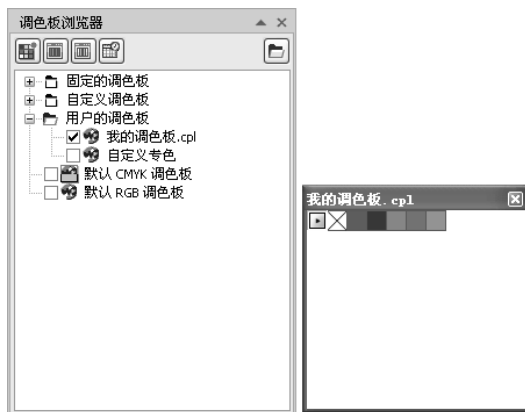 调色板浏览器
固定的调色板
自定义调色板
用户的调色板
我的调色板.cpl
自定义专色
默认 CMYK 调色板
默认 RGB 调色板
我的调色板.cpl